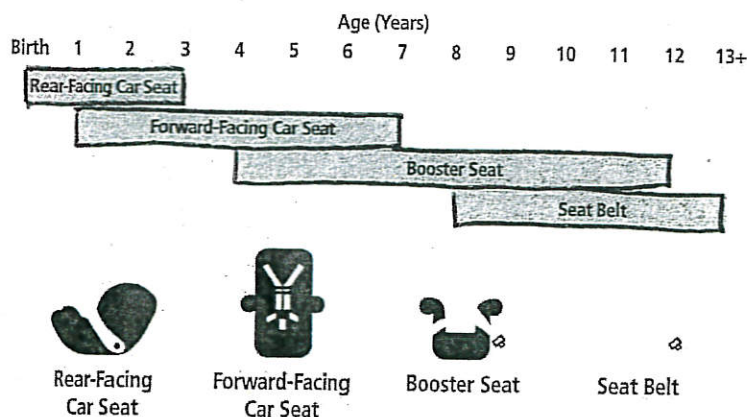 Age (Years)
Birth 1 2 3 4 5 6 7 8 9 10 11 12 13+
Rear-Facing Car Seat
Forward-Facing Car Seat
Booster Seat
Seat Belt
Rear-Facing
Car Seat
Forward-Facing
Car Seat
Booster Seat
Seat Belt